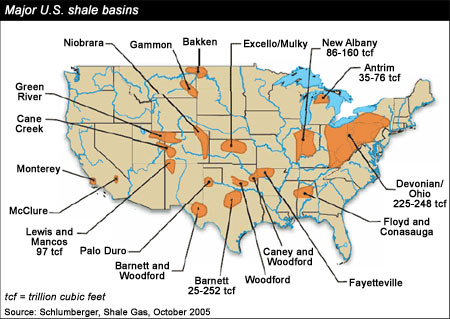 Major U.S. shale basins
Bakken
Gammon
Niobrara
Excello/Mulky
New Albany
86-160 tcf
Antrim
35-76 tcf
Green
River
Cane
Creek
Monterey
McClure
Lewis and
Mancos
97 tcf
Palo Duro
Barnett and
Woodford
Barnett
25-252 tcf
Woodford
Caney and
Woodford
Fayetteville
Floyd and
Conasauga
Devonian/
Ohio
225-248 tcf
tcf = trillion cubic feet
Source: Schlumberger, Shale Gas, October 2005